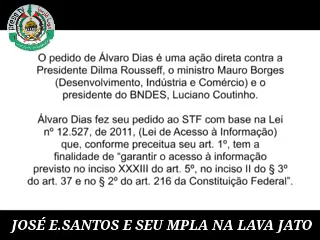 O pedido de Álvaro Dias é uma ação direta contra a
Presidente Dilma Rousseff, o ministro Mauro Borges
(Desenvolvimento, Indústria e Comércio) e o
presidente do BNDES, Luciano Coutinho.
Álvaro Dias fez seu pedido ao STF com base na Lei
nº 12.527, de 2011, (Lei de Acesso à Informação)
que, conforme preceitua seu art. 1º, tem a
finalidade de “garantir o acesso à informação
previsto no inciso XXXIII do art. 5º, no inciso II do § 3º
do art. 37 e no § 2º do art. 216 da Constituição Federal”.
JOSÉ E.SANTOS E SEU MPLA NA LAVA JATO